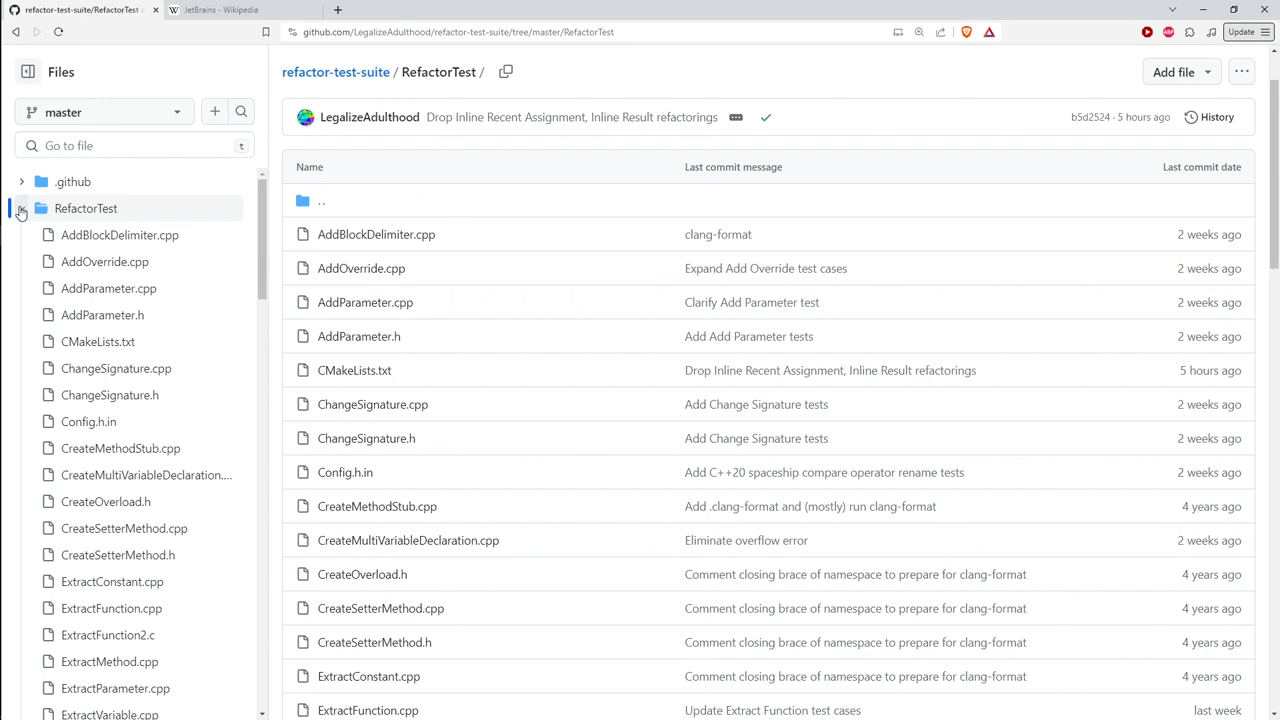 refactor-test-suite/RefactorTest
JetBrains - Wikipedia
github.com/LegalizeAdulthood/refactor-test-suite/tree/master/RefactorTest
ABP
Update
Files
refactor-test-suite / RefactorTest /
Add file
master
LegalizeAdulthood Drop Inline Recent Assignment, Inline Result refactorings
b5d2524 · 5 hours ago
History
Go to file
t
Name
Last commit message
Last commit date
.github
RefactorTest
AddBlockDelimiter.cpp
AddOverride.cpp
AddParameter.cpp
AddParameter.h
CMakeLists.txt
ChangeSignature.cpp
ChangeSignature.h
Config.h.in
CreateMethodStub.cpp
CreateMultiVariableDeclaration....
CreateOverload.h
CreateSetterMethod.cpp
CreateSetterMethod.h
ExtractConstant.cpp
ExtractFunction.cpp
ExtractFunction2.c
ExtractMethod.cpp
ExtractParameter.cpp
ExtractVariable.cpp
..
AddBlockDelimiter.cpp clang-format 2 weeks ago
AddOverride.cpp Expand Add Override test cases 2 weeks ago
AddParameter.cpp Clarify Add Parameter test 2 weeks ago
AddParameter.h Add Add Parameter tests 2 weeks ago
CMakeLists.txt Drop Inline Recent Assignment, Inline Result refactorings 5 hours ago
ChangeSignature.cpp Add Change Signature tests 2 weeks ago
ChangeSignature.h Add Change Signature tests 2 weeks ago
Config.h.in Add C++20 spaceship compare operator rename tests 2 weeks ago
CreateMethodStub.cpp Add .clang-format and (mostly) run clang-format 4 years ago
CreateMultiVariableDeclaration.cpp Eliminate overflow error 2 weeks ago
CreateOverload.h Comment closing brace of namespace to prepare for clang-format 4 years ago
CreateSetterMethod.cpp Comment closing brace of namespace to prepare for clang-format 4 years ago
CreateSetterMethod.h Comment closing brace of namespace to prepare for clang-format 4 years ago
ExtractConstant.cpp Comment closing brace of namespace to prepare for clang-format 4 years ago
ExtractFunction.cpp Update Extract Function test cases last week